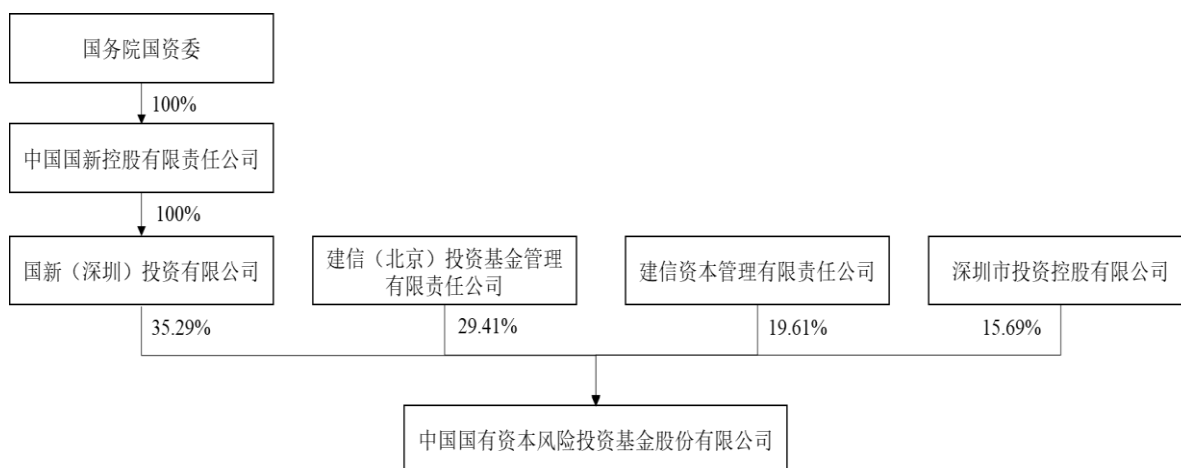 国务院国资委
100%
中国国新控股有限责任公司
100%
国新（深圳）投资有限公司
建信（北京）投资基金管理
有限责任公司
建信资本管理有限责任公司
深圳市投资控股有限公司
35.29%
29.41%
19.61%
15.69%
中国国有资本风险投资基金股份有限公司